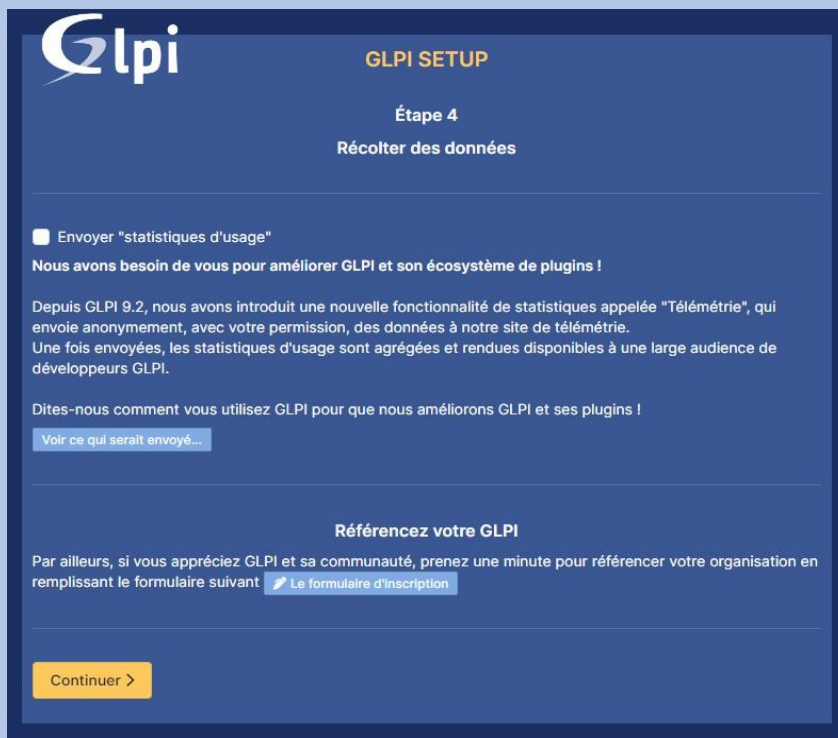 Glpi
GLPI SETUP
Étape 4
Récolter des données
Envoyer "statistiques d'usage"
Nous avons besoin de vous pour améliorer GLPI et son écosystème de plugins !
Depuis GLPI 9.2, nous avons introduit une nouvelle fonctionnalité de statistiques appelée "Télémétrie", qui
envoie anonymement, avec votre permission, des données à notre site de télémétrie.
Une fois envoyées, les statistiques d'usage sont agrégées et rendues disponibles à une large audience de
développeurs GLPI.
Dites-nous comment vous utilisez GLPI pour que nous améliorons GLPI et ses plugins !
Voir ce qui serait envoyé...
Référencez votre GLPI
Par ailleurs, si vous appréciez GLPI et sa communauté, prenez une minute pour référencer votre organisation en
remplissant le formulaire suivant Le formulaire d'inscription
Continuer